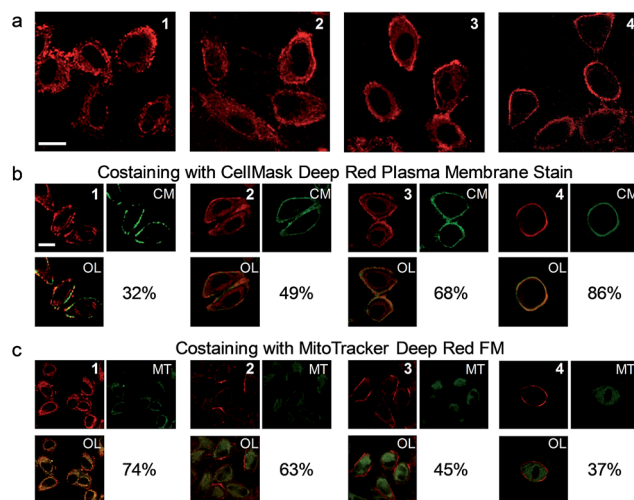 a
1
2
3
4
Costaining with CellMask Deep Red Plasma Membrane Stain
b
1
CM
2
CM
3
CM
4
CM
OL
32%
OL
49%
OL
68%
OL
86%
Costaining with MitoTracker Deep Red FM
c
1
MT
2
MT
3
MT
4
MT
OL
74%
OL
63%
OL
45%
OL
37%